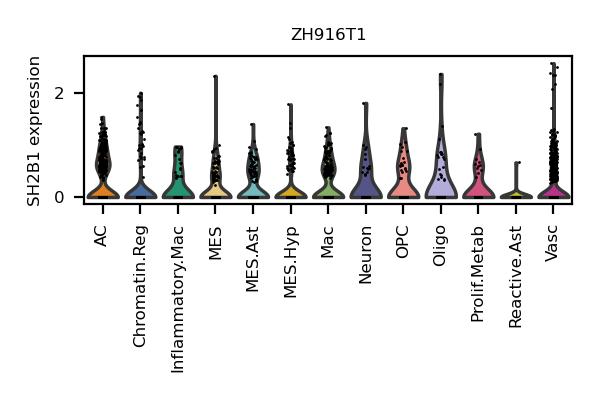 ZH916T1
SH2B1 expression
2
0
AC
Chromatin.Reg
Inflammatory.Mac
MES
MES.Ast
MES.Hyp
Mac
Neuron
OPC
Oligo
Prolif.Metab
Reactive.Ast
Vasc